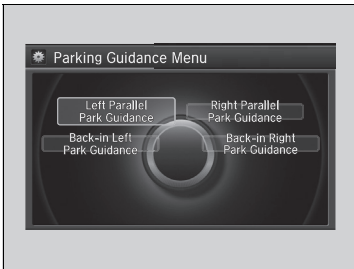 Parking Guidance Menu
Left Parallel
Park Guidance
Right Parallel
Park Guidance
Back-in Left
Park Guidance
Back-in Right
Park Guidance